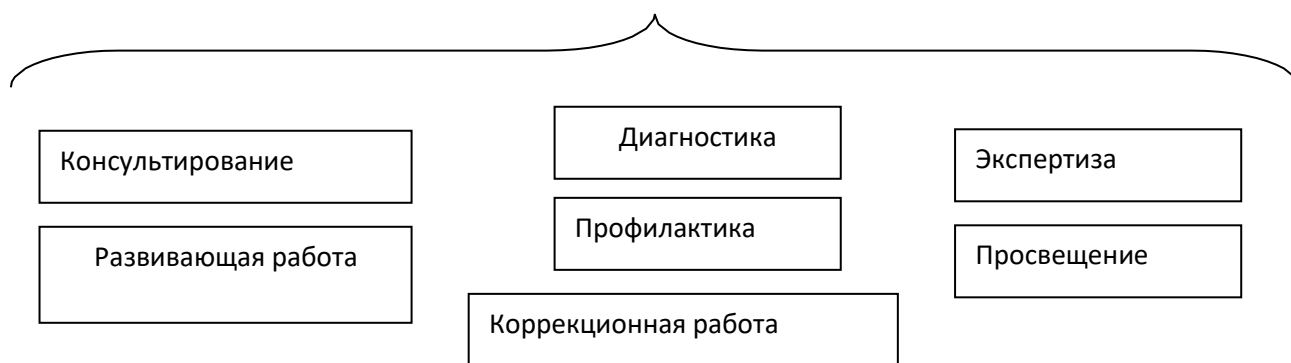 Консультирование
Диагностика
Экспертиза
Развивающая работа
Профилактика
Просвещение
Коррекционная работа